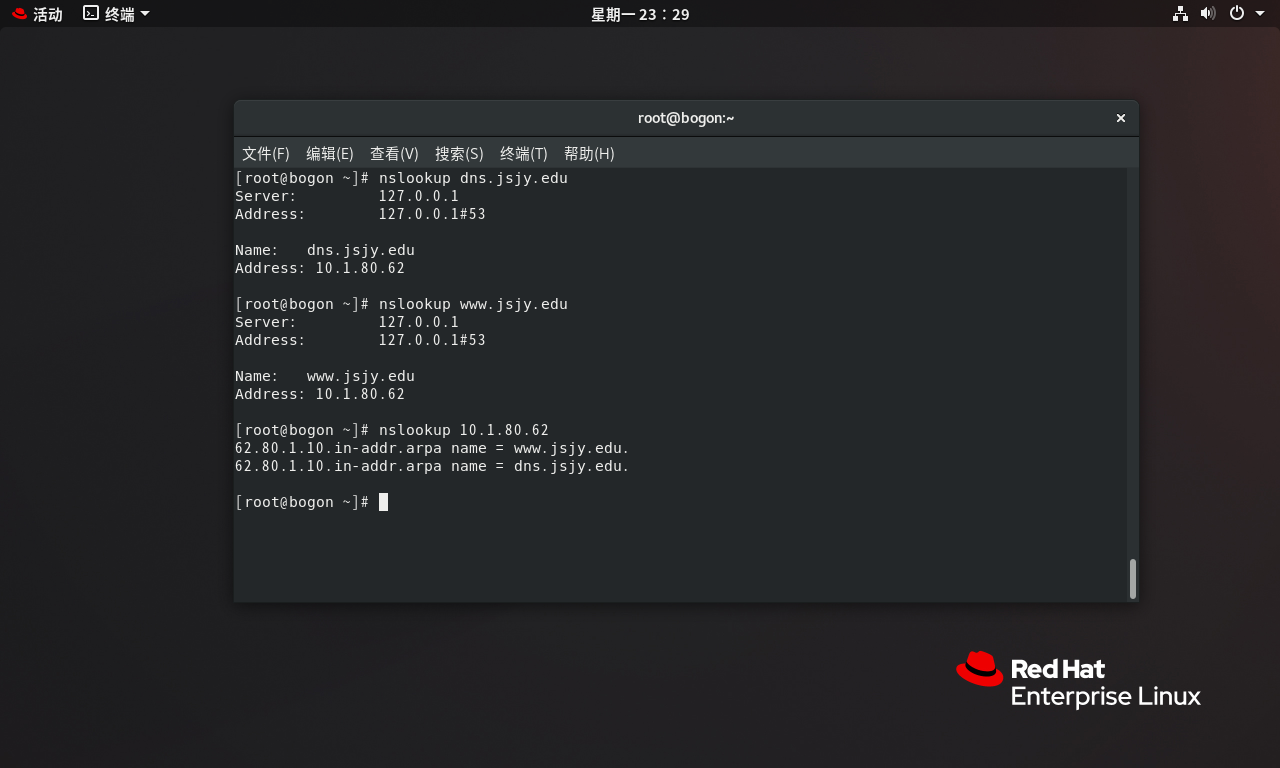 活动 终端 星期一 23：29
root@bogon:~ ×
文件(F) 编辑(E) 查看(V) 搜索(S) 终端(T) 帮助(H)
[root@bogon ~]# nslookup dns.jsjy.edu
Server:         127.0.0.1
Address:        127.0.0.1#53
Name:   dns.jsjy.edu
Address: 10.1.80.62
[root@bogon ~]# nslookup www.jsjy.edu
Server:         127.0.0.1
Address:        127.0.0.1#53
Name:   www.jsjy.edu
Address: 10.1.80.62
[root@bogon ~]# nslookup 10.1.80.62
62.80.1.10.in-addr.arpa name = www.jsjy.edu.
62.80.1.10.in-addr.arpa name = dns.jsjy.edu.
[root@bogon ~]#
Red Hat
Enterprise Linux